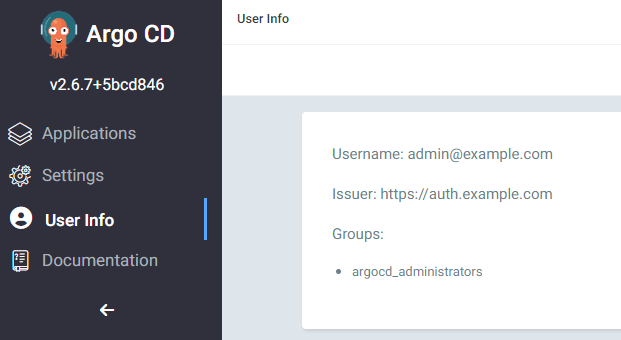 Argo CD
v2.6.7+5bcd846
Applications
Settings
User Info
Documentation
User Info
Username: admin@example.com
Issuer: https://auth.example.com
Groups:
argocd_administrators